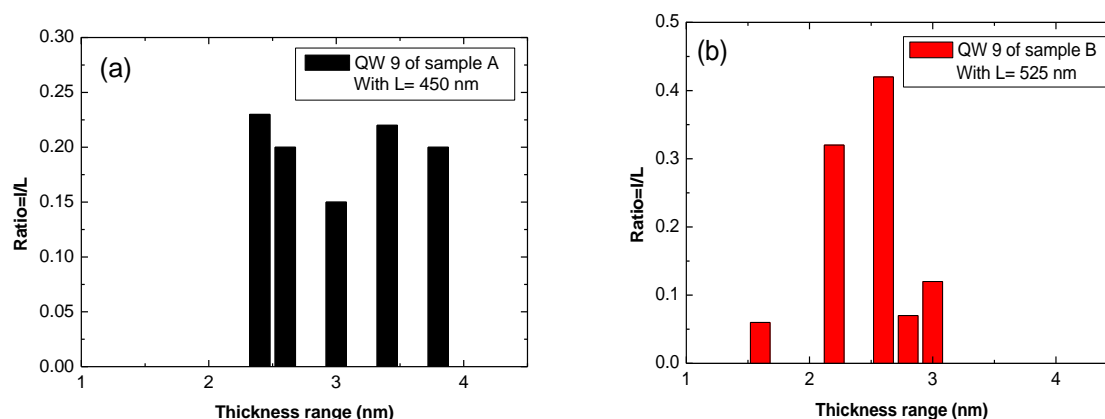 (a)
QW 9 of sample A
With L= 450 nm
0.30
0.25
0.20
0.15
0.10
0.05
0.00
Ratio=l/L
1
2
3
4
Thickness range (nm)
(b)
QW 9 of sample B
With L= 525 nm
0.5
0.4
0.3
0.2
0.1
0.0
Ratio=l/L
1
2
3
4
Thickness range (nm)